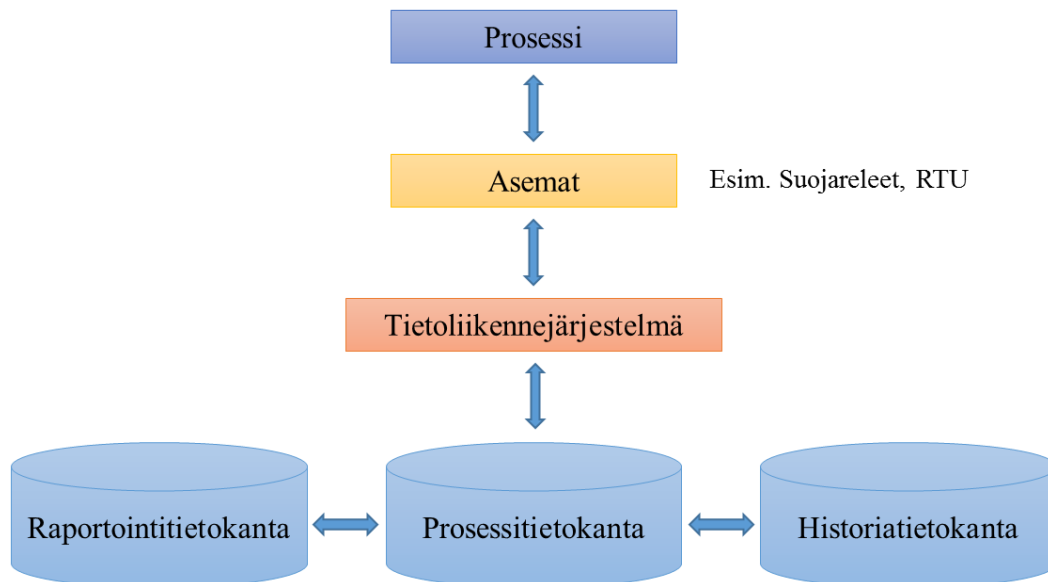 Prosessi
Asemat
Esim. Suojareleet, RTU
Tietoliikennejärjestelmä
Raportointitietokanta
Prosessitietokanta
Historiatietokanta